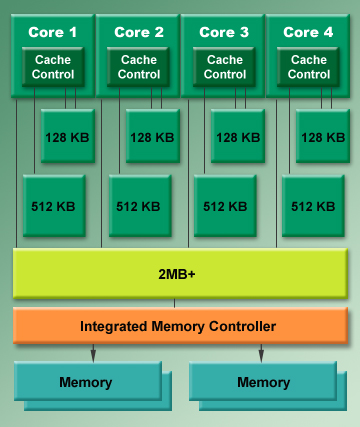 Core 1 Core 2 Core 3 Core 4
Cache Cache Cache Cache
Control Control Control Control
128 KB 128 KB 128 KB 128 KB
512 KB 512 KB 512 KB 512 KB
2MB+
Integrated Memory Controller
Memory Memory